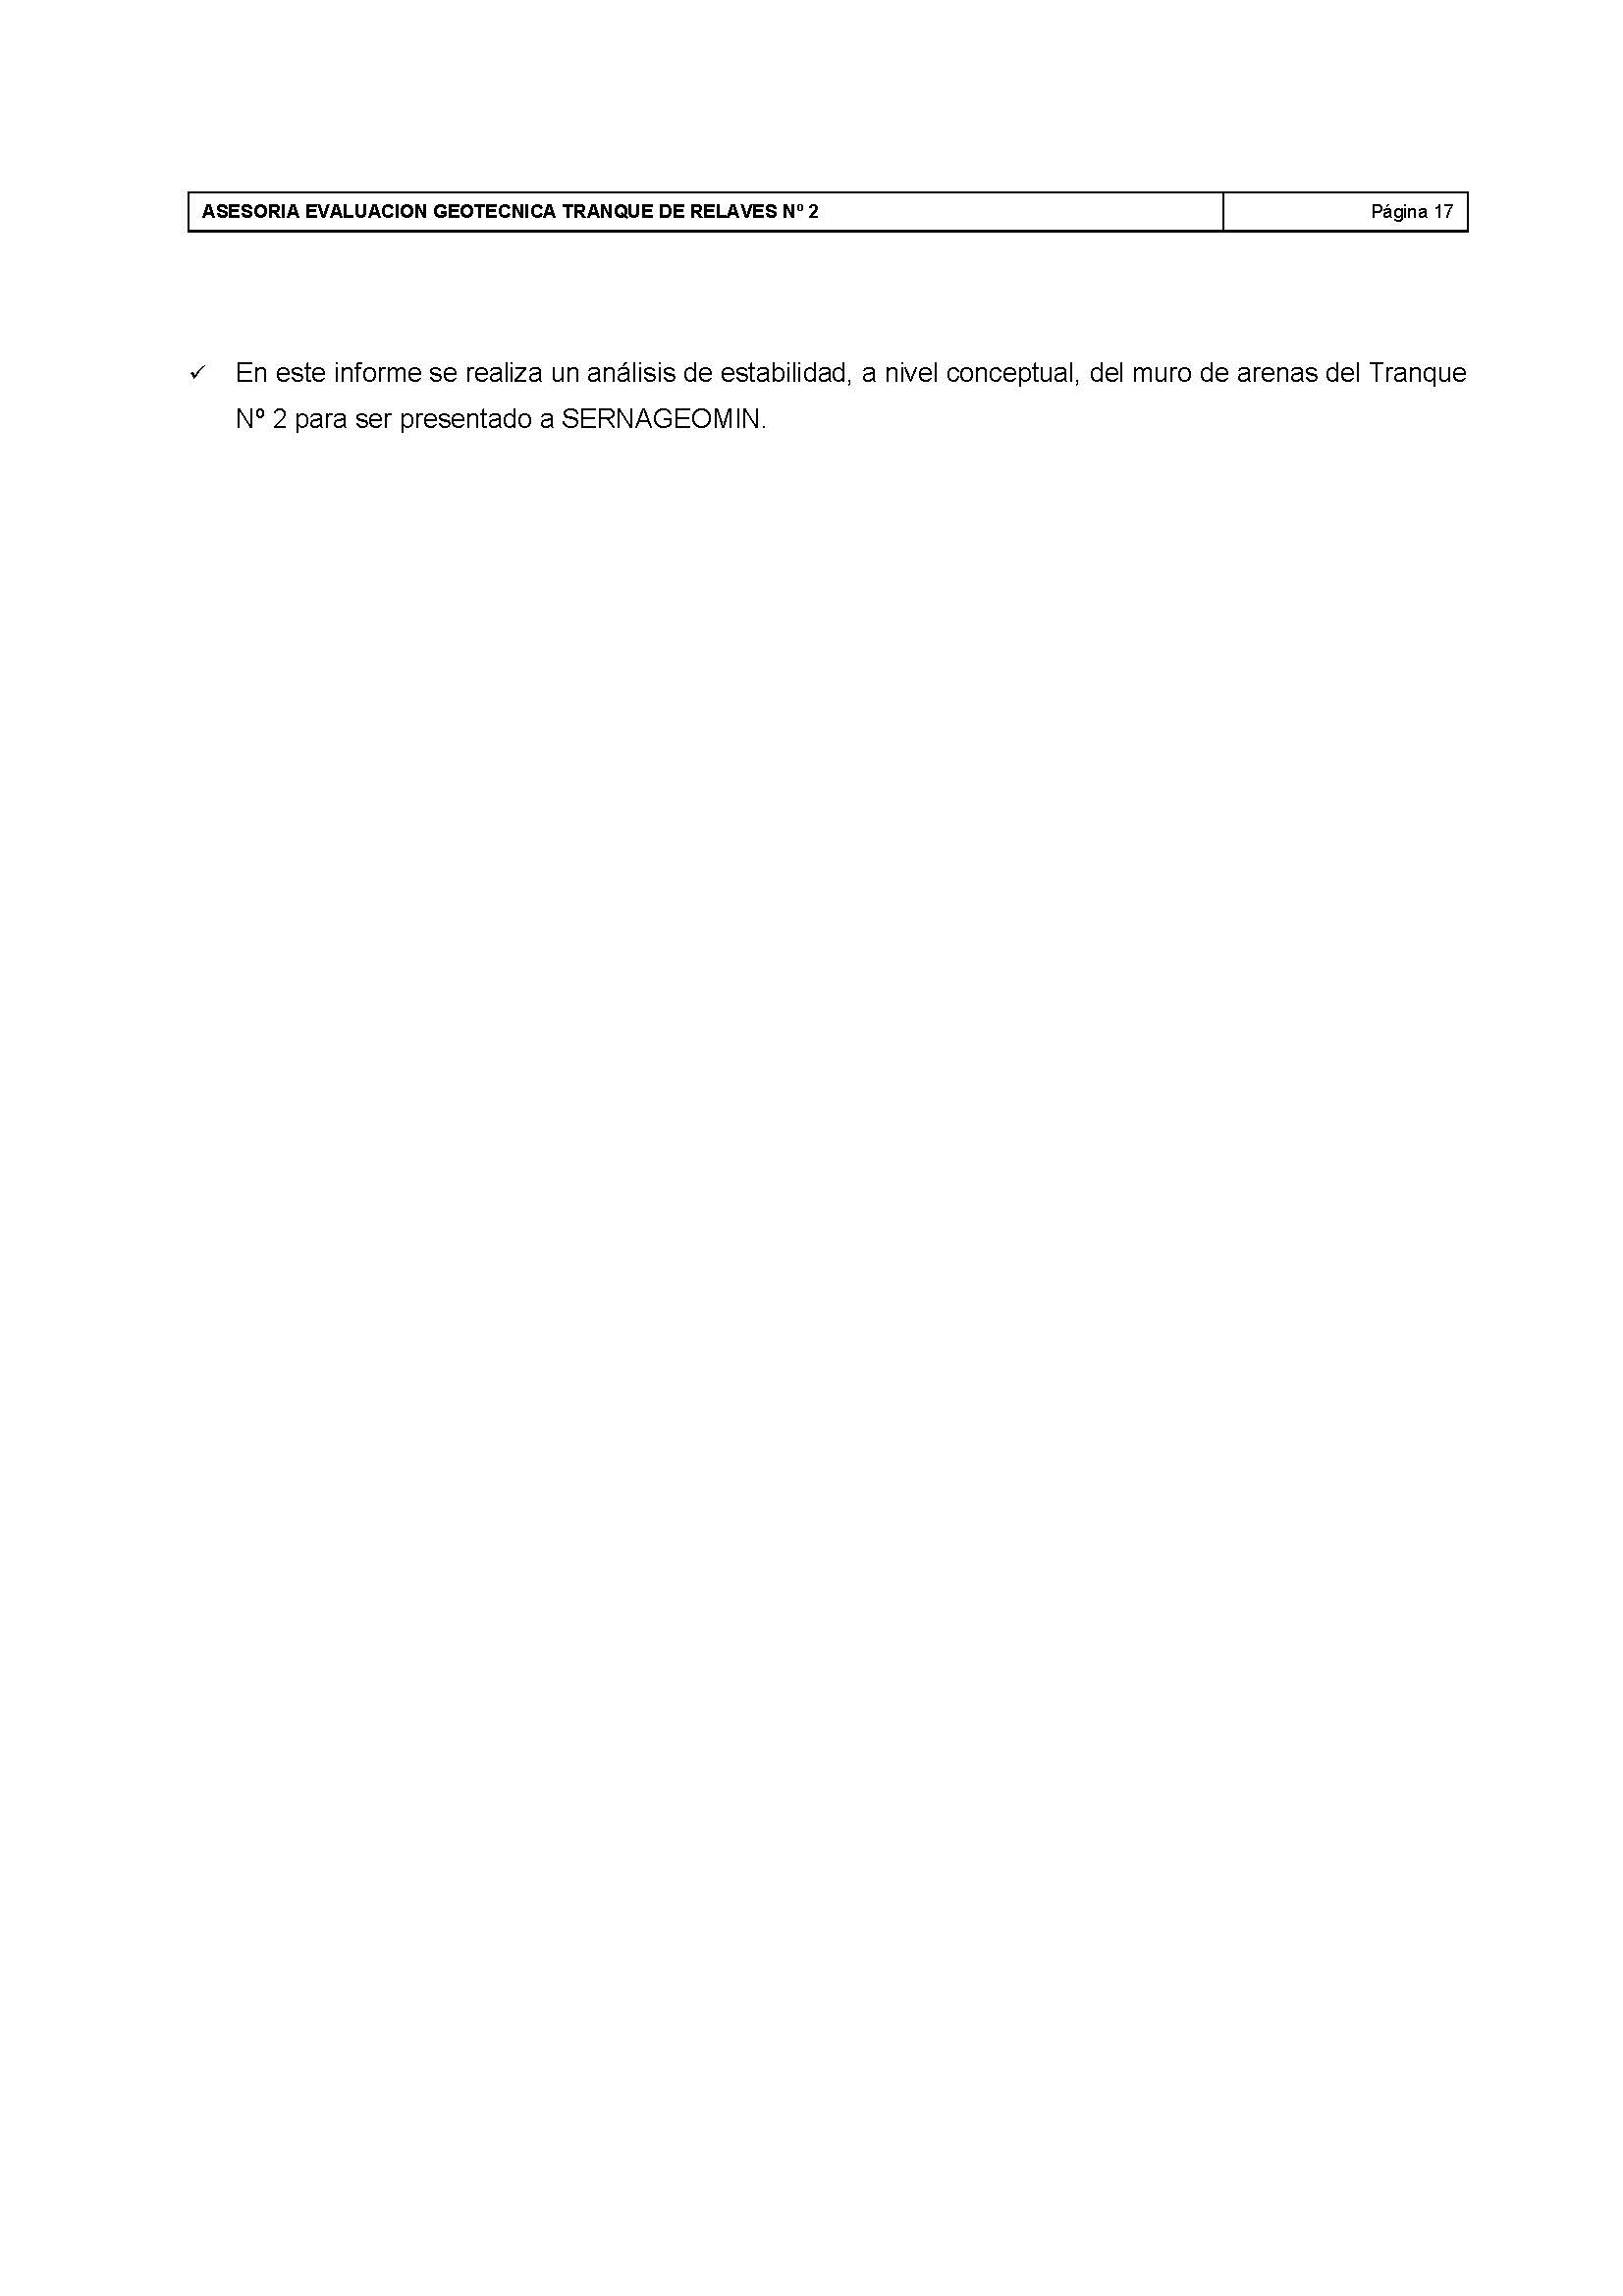 ASESORIA EVALUACION GEOTECNICA TRANQUE DE RELAVES Nº 2 Página 17
✓ En este informe se realiza un análisis de estabilidad, a nivel conceptual, del muro de arenas del Tranque
Nº 2 para ser presentado a SERNAGEOMIN.